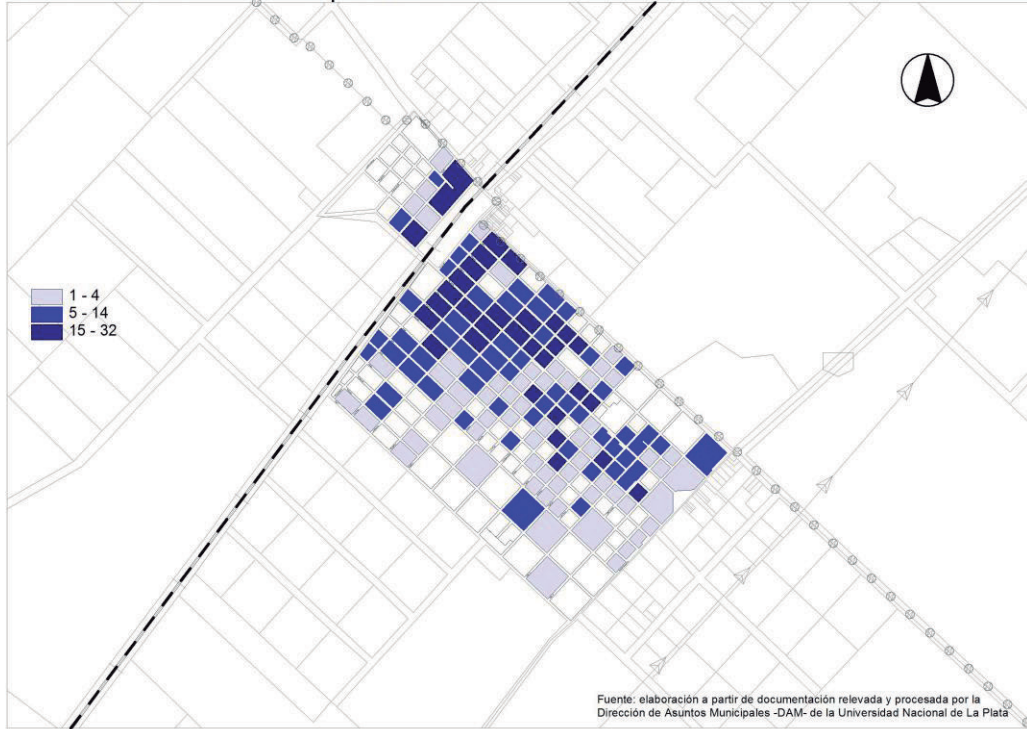 1 - 4
5 - 14
15 - 32
Fuente: elaboración a partir de documentación relevada y procesada por la
Dirección de Asuntos Municipales -DAM- de la Universidad Nacional de La Plata